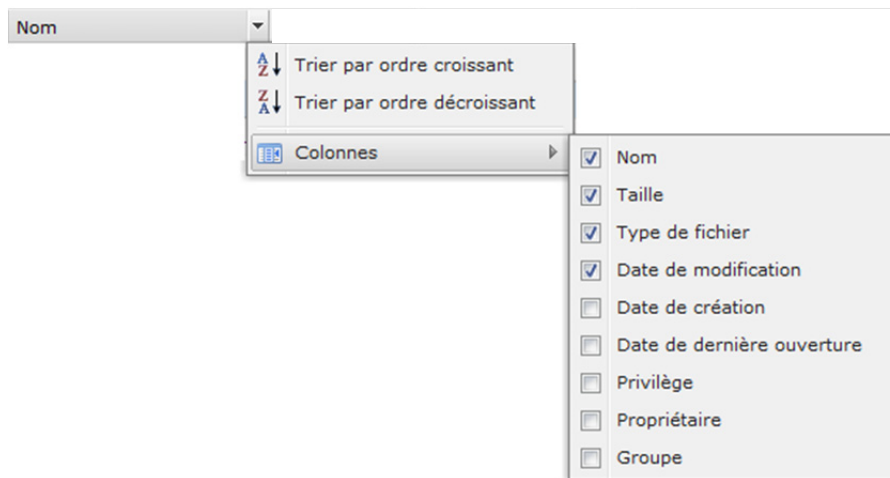 Nom
Trier par ordre croissant
Trier par ordre décroissant
Colonnes
Nom
Taille
Type de fichier
Date de modification
Date de création
Date de dernière ouverture
Privilège
Propriétaire
Groupe